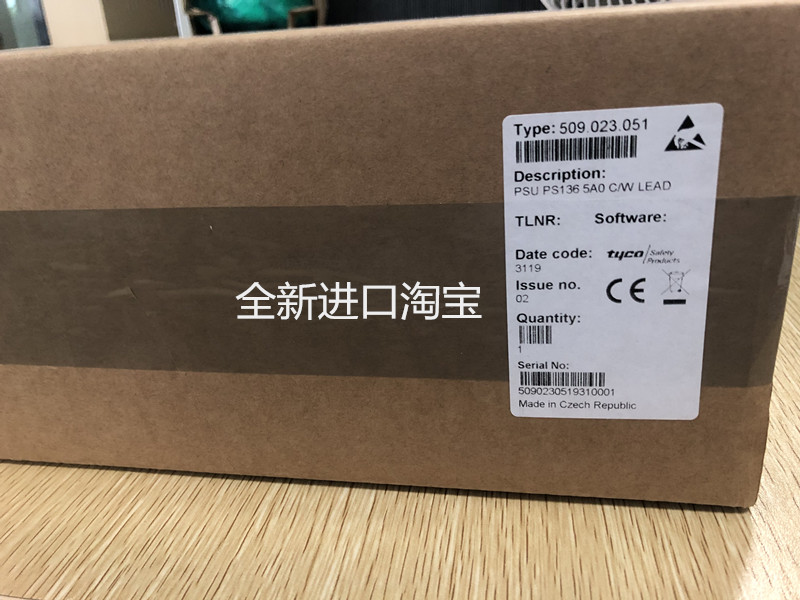 Type: 509.023.051
Description:
PSU PS136 5A0 C/W LEAD
TLNR: Software:
Date code: tyco Safety Products
3119
Issue no.
02
CE
全新进口淘宝
Quantity:
1
Serial No:
5090230519310001
Made in Czech Republic